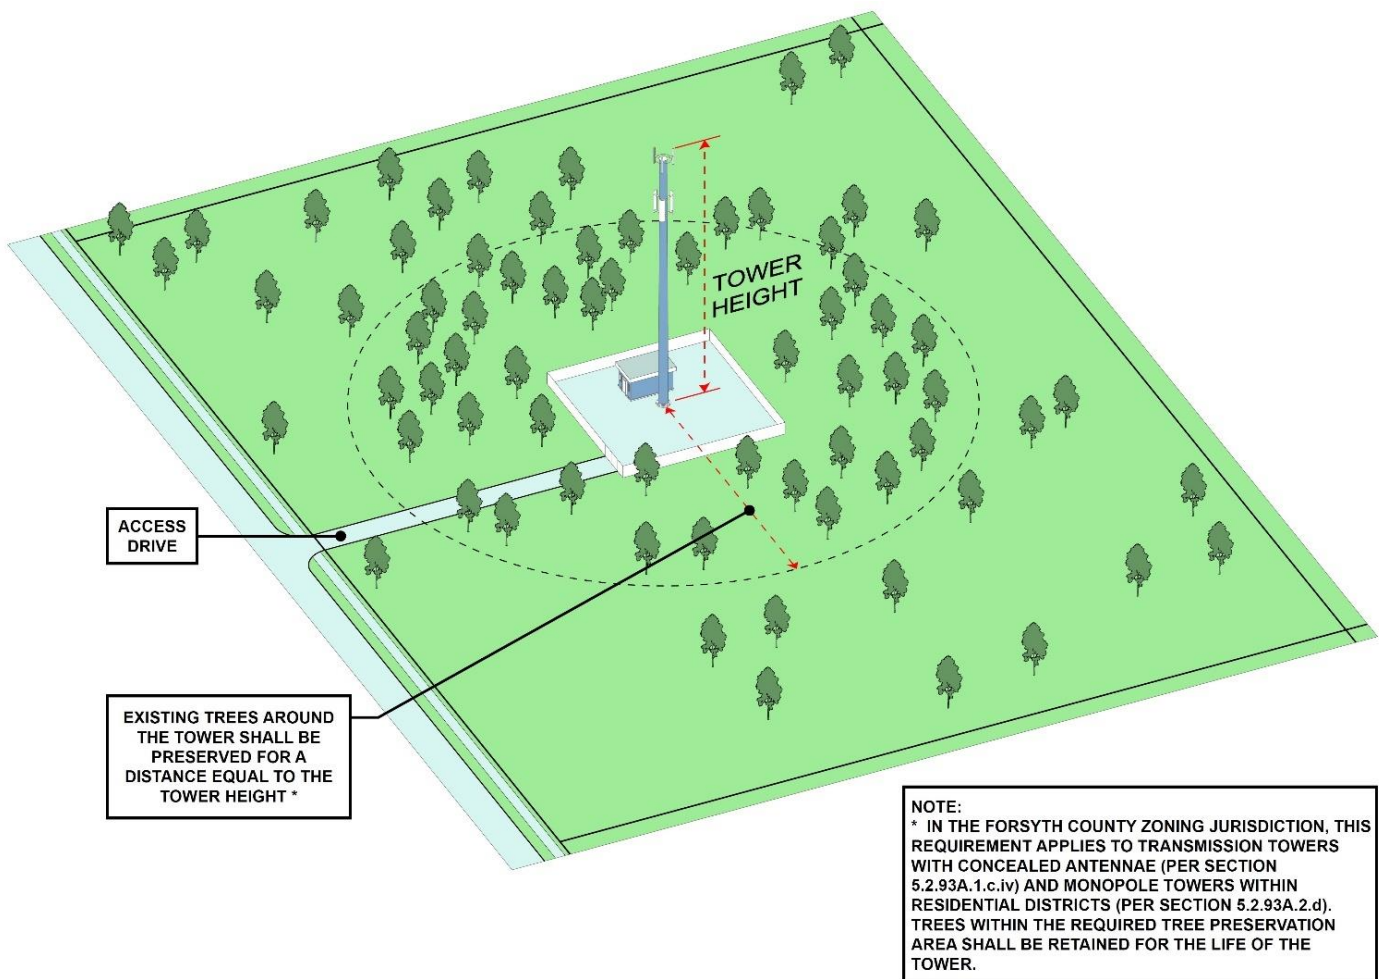 TOWER
HEIGHT
ACCESS
DRIVE
EXISTING TREES AROUND
THE TOWER SHALL BE
PRESERVED FOR A
DISTANCE EQUAL TO THE
TOWER HEIGHT *
NOTE:
* IN THE FORSYTH COUNTY ZONING JURISDICTION, THIS
REQUIREMENT APPLIES TO TRANSMISSION TOWERS
WITH CONCEALED ANTENNAE (PER SECTION
5.2.93A.1.c.iv) AND MONOPOLE TOWERS WITHIN
RESIDENTIAL DISTRICTS (PER SECTION 5.2.93A.2.d).
TREES WITHIN THE REQUIRED TREE PRESERVATION
AREA SHALL BE RETAINED FOR THE LIFE OF THE
TOWER.